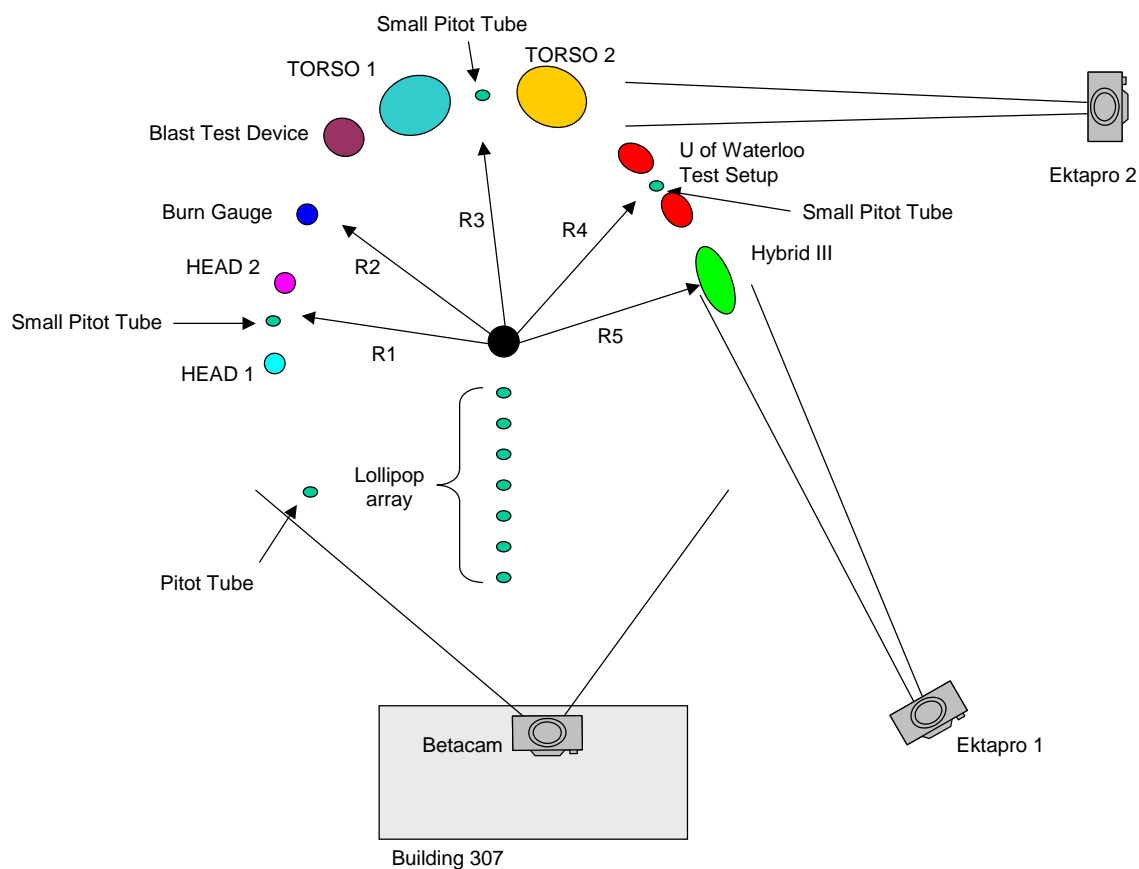 Small Pitot Tube
TORSO 2
TORSO 1
Blast Test Device
U of Waterloo
Test Setup
Ektapro 2
Burn Gauge
R3
R4
Small Pitot Tube
Hybrid III
HEAD 2
R2
Small Pitot Tube
R5
R1
HEAD 1
Lollipop
array
Pitot Tube
Betacam
Ektapro 1
Building 307